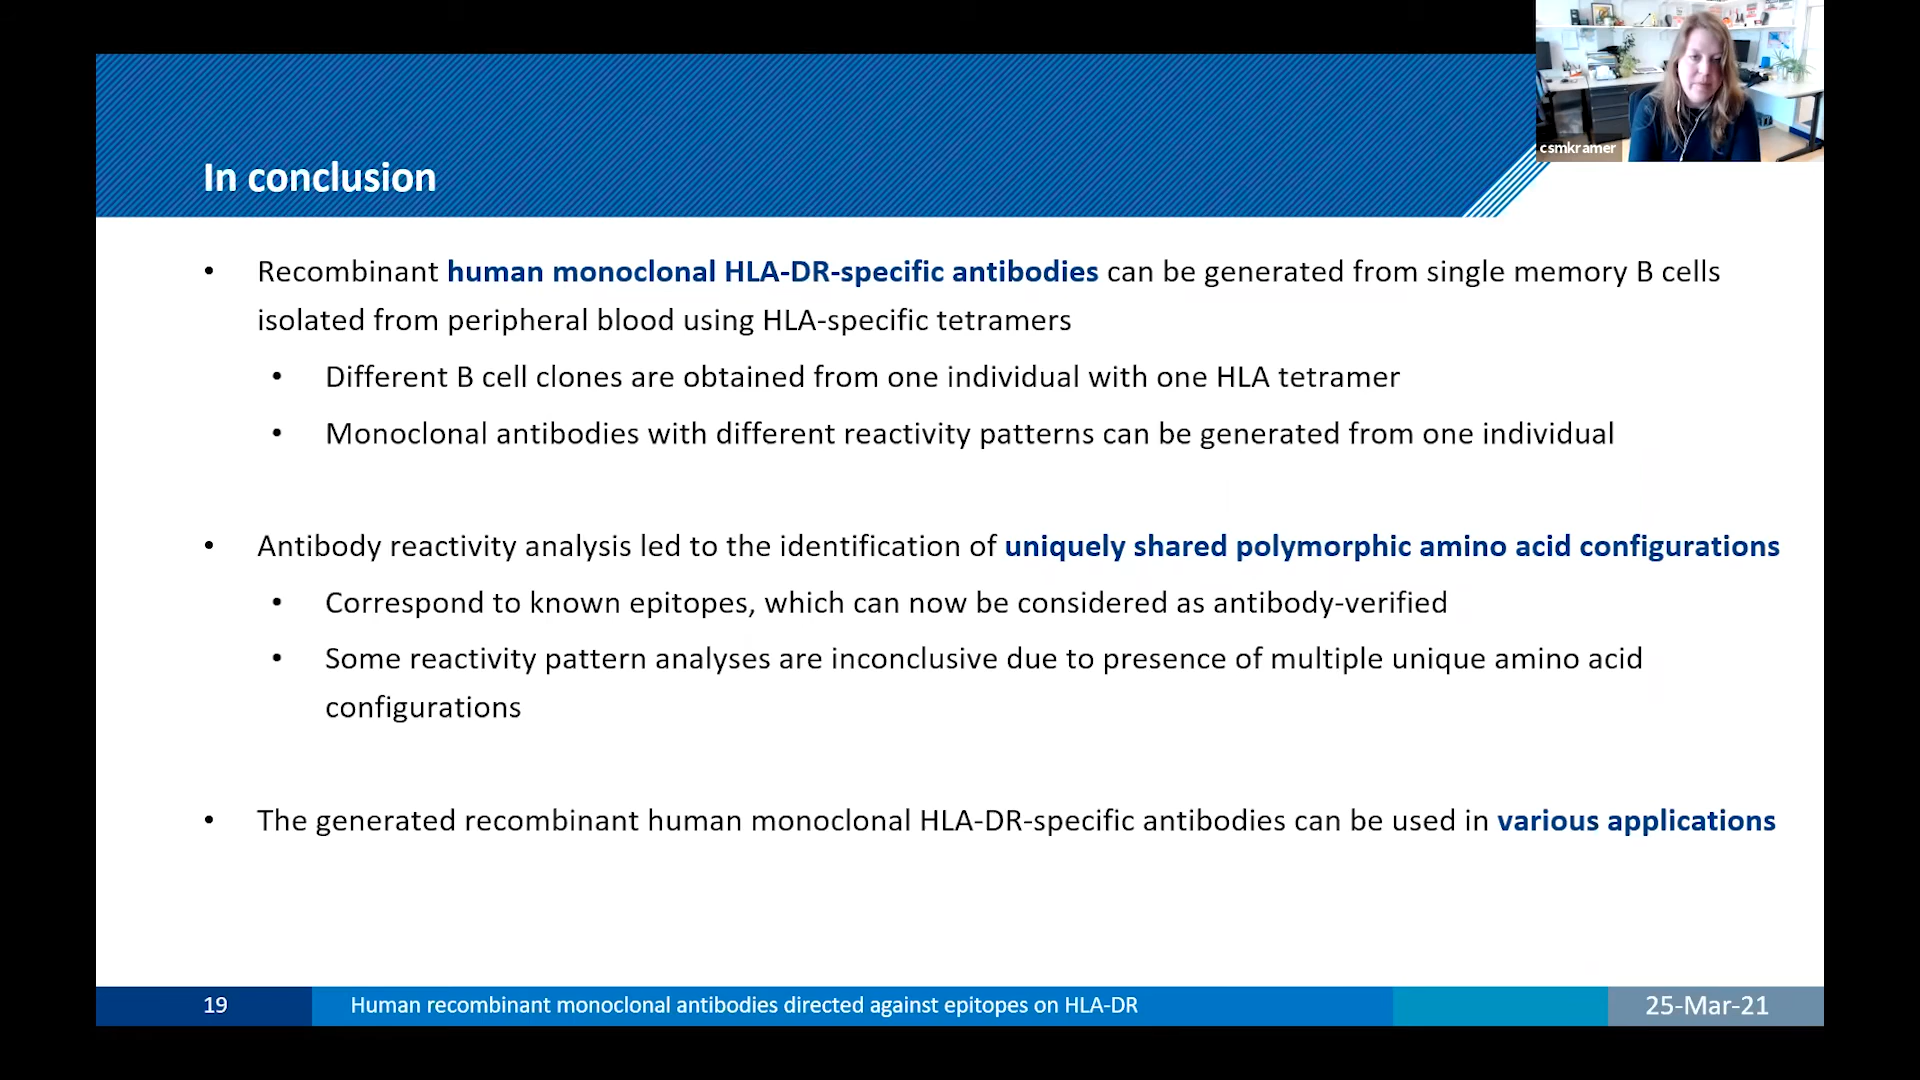 csmkramer
In conclusion
• Recombinant human monoclonal HLA-DR-specific antibodies can be generated from single memory B cells
isolated from peripheral blood using HLA-specific tetramers
• Different B cell clones are obtained from one individual with one HLA tetramer
• Monoclonal antibodies with different reactivity patterns can be generated from one individual
• Antibody reactivity analysis led to the identification of uniquely shared polymorphic amino acid configurations
• Correspond to known epitopes, which can now be considered as antibody-verified
• Some reactivity pattern analyses are inconclusive due to presence of multiple unique amino acid
configurations
• The generated recombinant human monoclonal HLA-DR-specific antibodies can be used in various applications
19 Human recombinant monoclonal antibodies directed against epitopes on HLA-DR 25-Mar-21